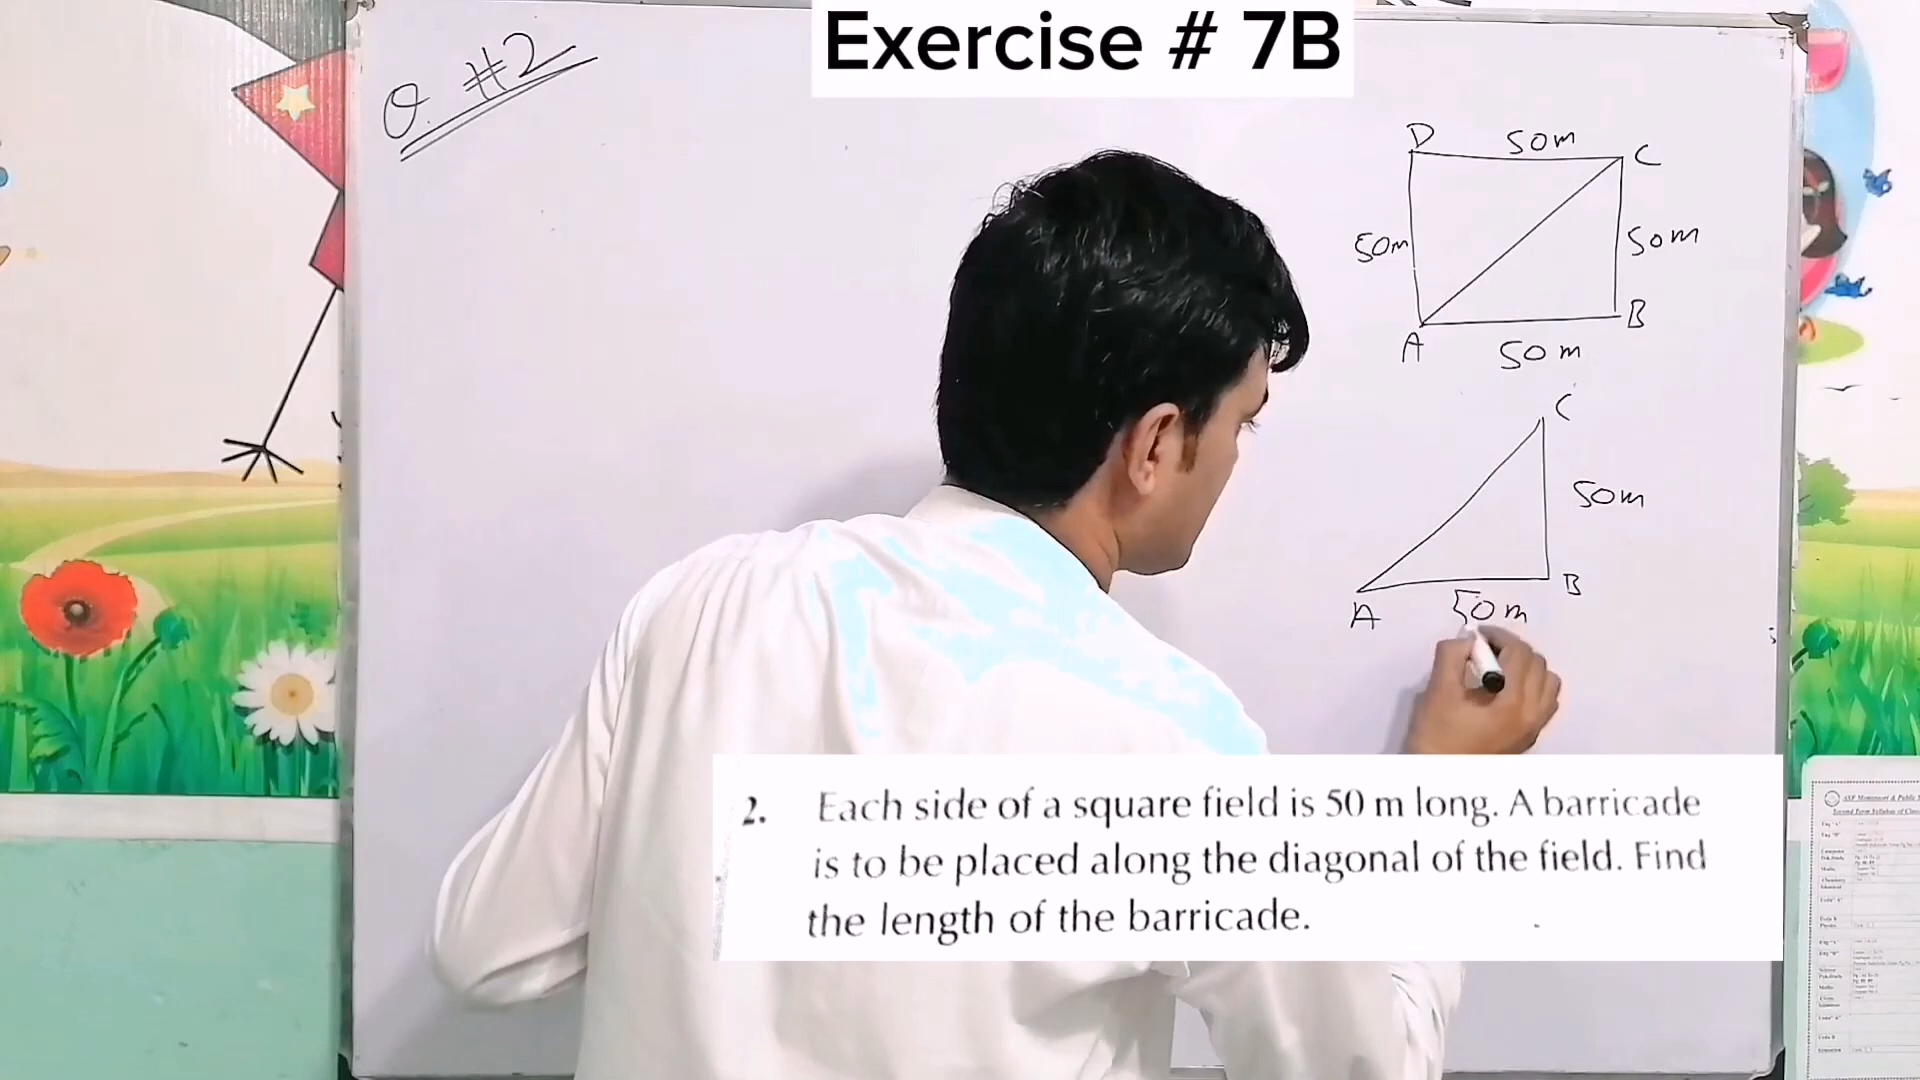 Exercise # 7B
Q. #2
D 50m C
50m 50m
A B
50m
C
50m
A B
50m
2. Each side of a square field is 50 m long. A barricade
is to be placed along the diagonal of the field. Find
the length of the barricade.